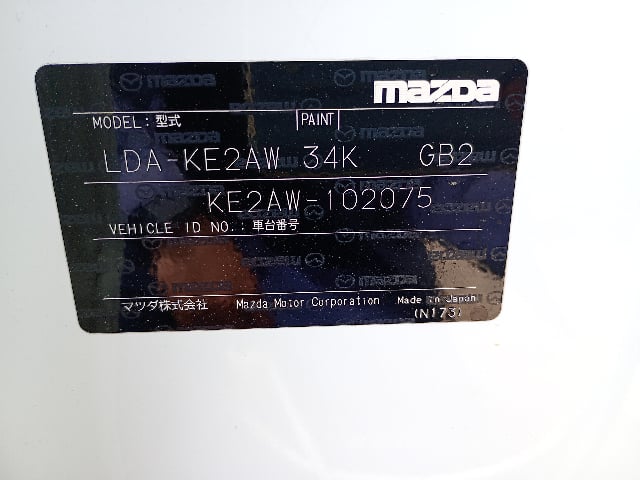 mazda
MODEL: 型式 PAINT
LDA-KE2AW 34K GB2
KE2AW-102075
VEHICLE ID NO.: 車台番号
マツダ株式会社 Mazda Motor Corporation Made in Japan
(N173)